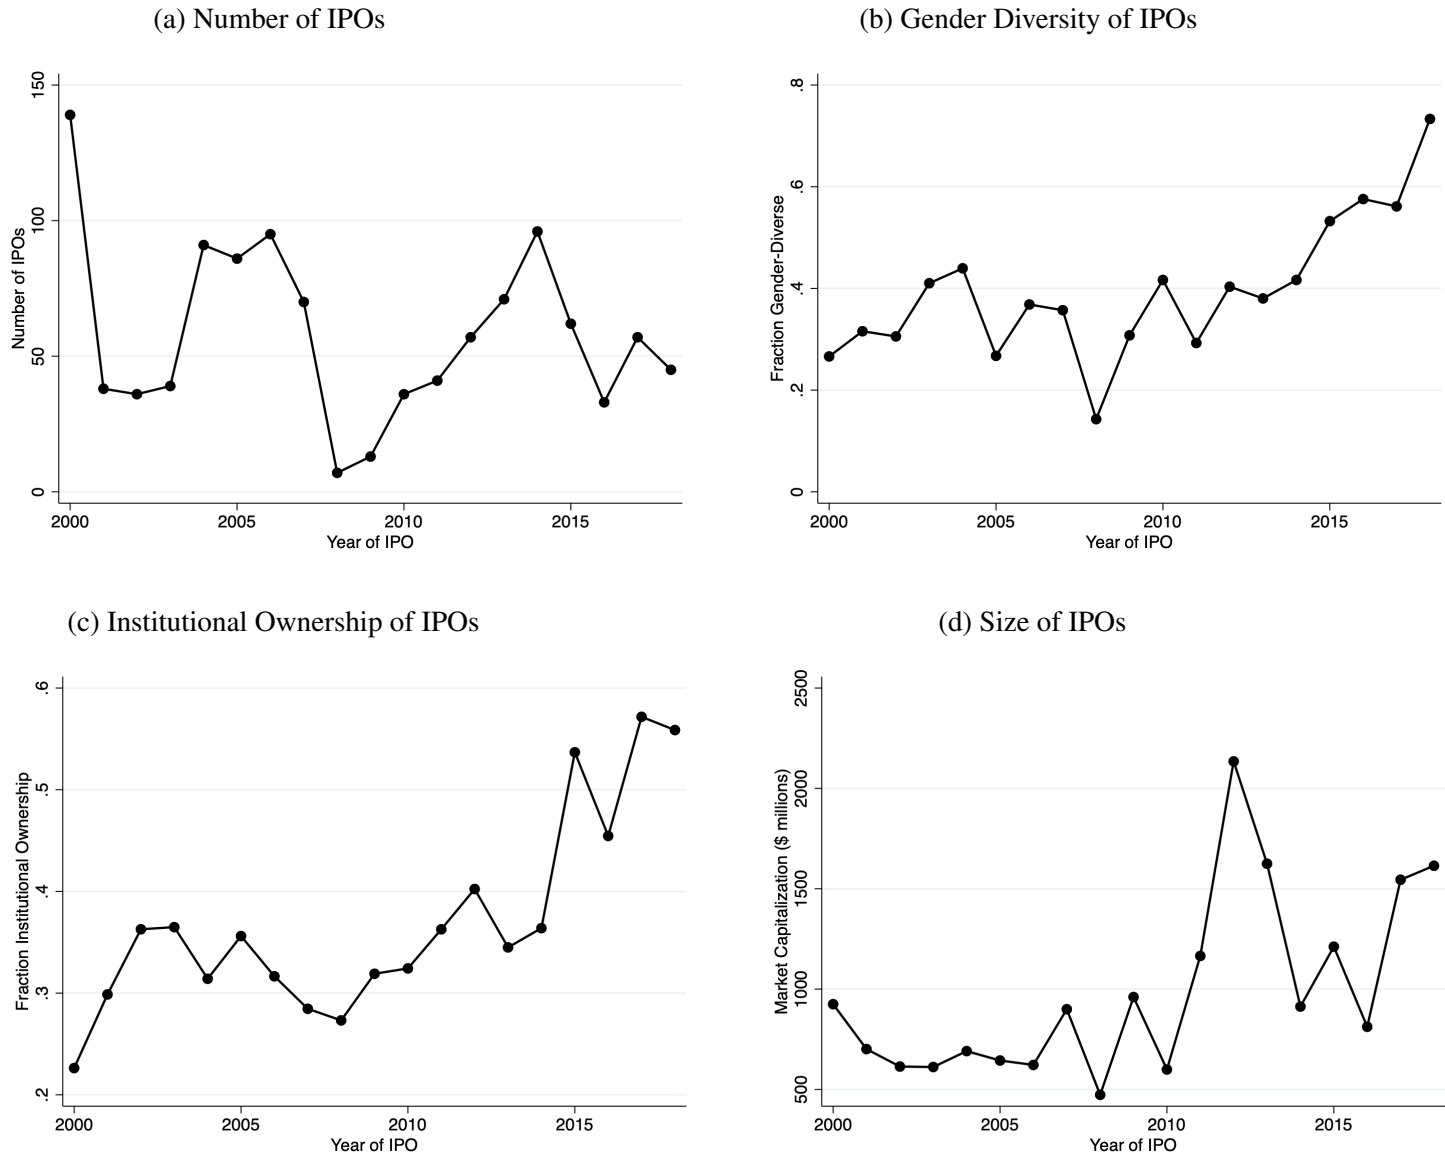 (a) Number of IPOs
(b) Gender Diversity of IPOs
Number of IPOs
150
100
50
0
2000 2005 2010 2015
Year of IPO
Fraction Gender-Diverse
.8
.6
.4
.2
0
2000 2005 2010 2015
Year of IPO
(c) Institutional Ownership of IPOs
(d) Size of IPOs
Fraction Institutional Ownership
.6
.5
.4
.3
.2
2000 2005 2010 2015
Year of IPO
Market Capitalization ($ millions)
2500
2000
1500
1000
500
2000 2005 2010 2015
Year of IPO